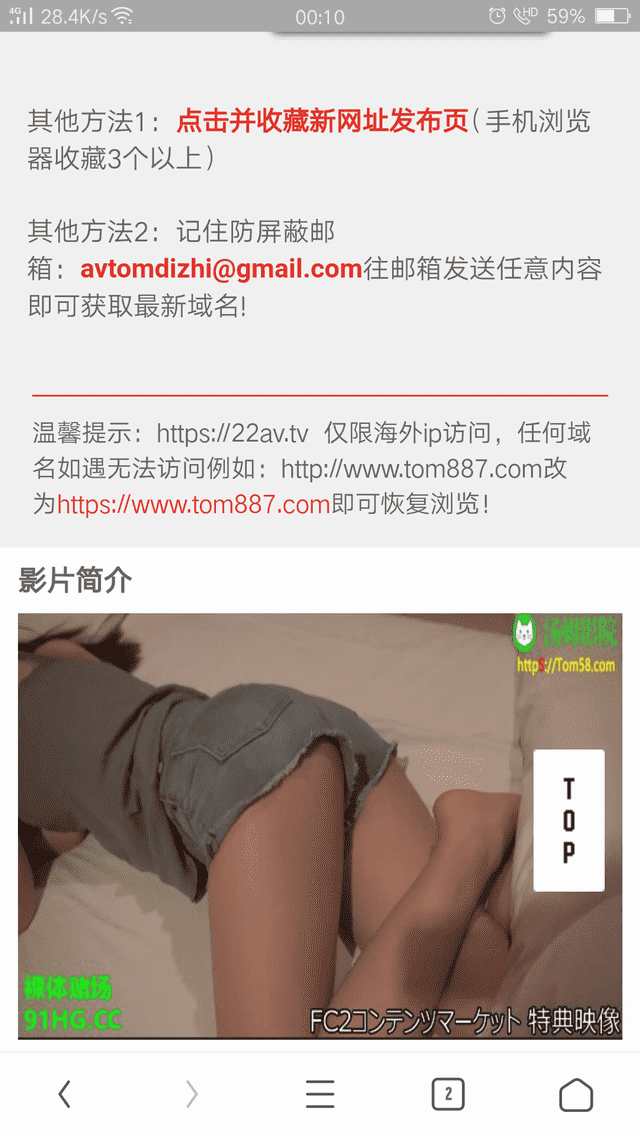 4G 28.4K/s 00:10 HD 59%
其他方法1：点击并收藏新网址发布页（手机浏览
器收藏3个以上）
其他方法2：记住防屏蔽邮
箱：avtomdizhi@gmail.com往邮箱发送任意内容
即可获取最新域名!
温馨提示：https://22av.tv 仅限海外ip访问，任何域
名如遇无法访问例如：http://www.tom887.com改
为https://www.tom887.com即可恢复浏览！
影片简介
汤姆影院
https://Tom58.com
TOP
裸体赌场
91HG.CC
FC2コンテンツマーケット 特典映像
2